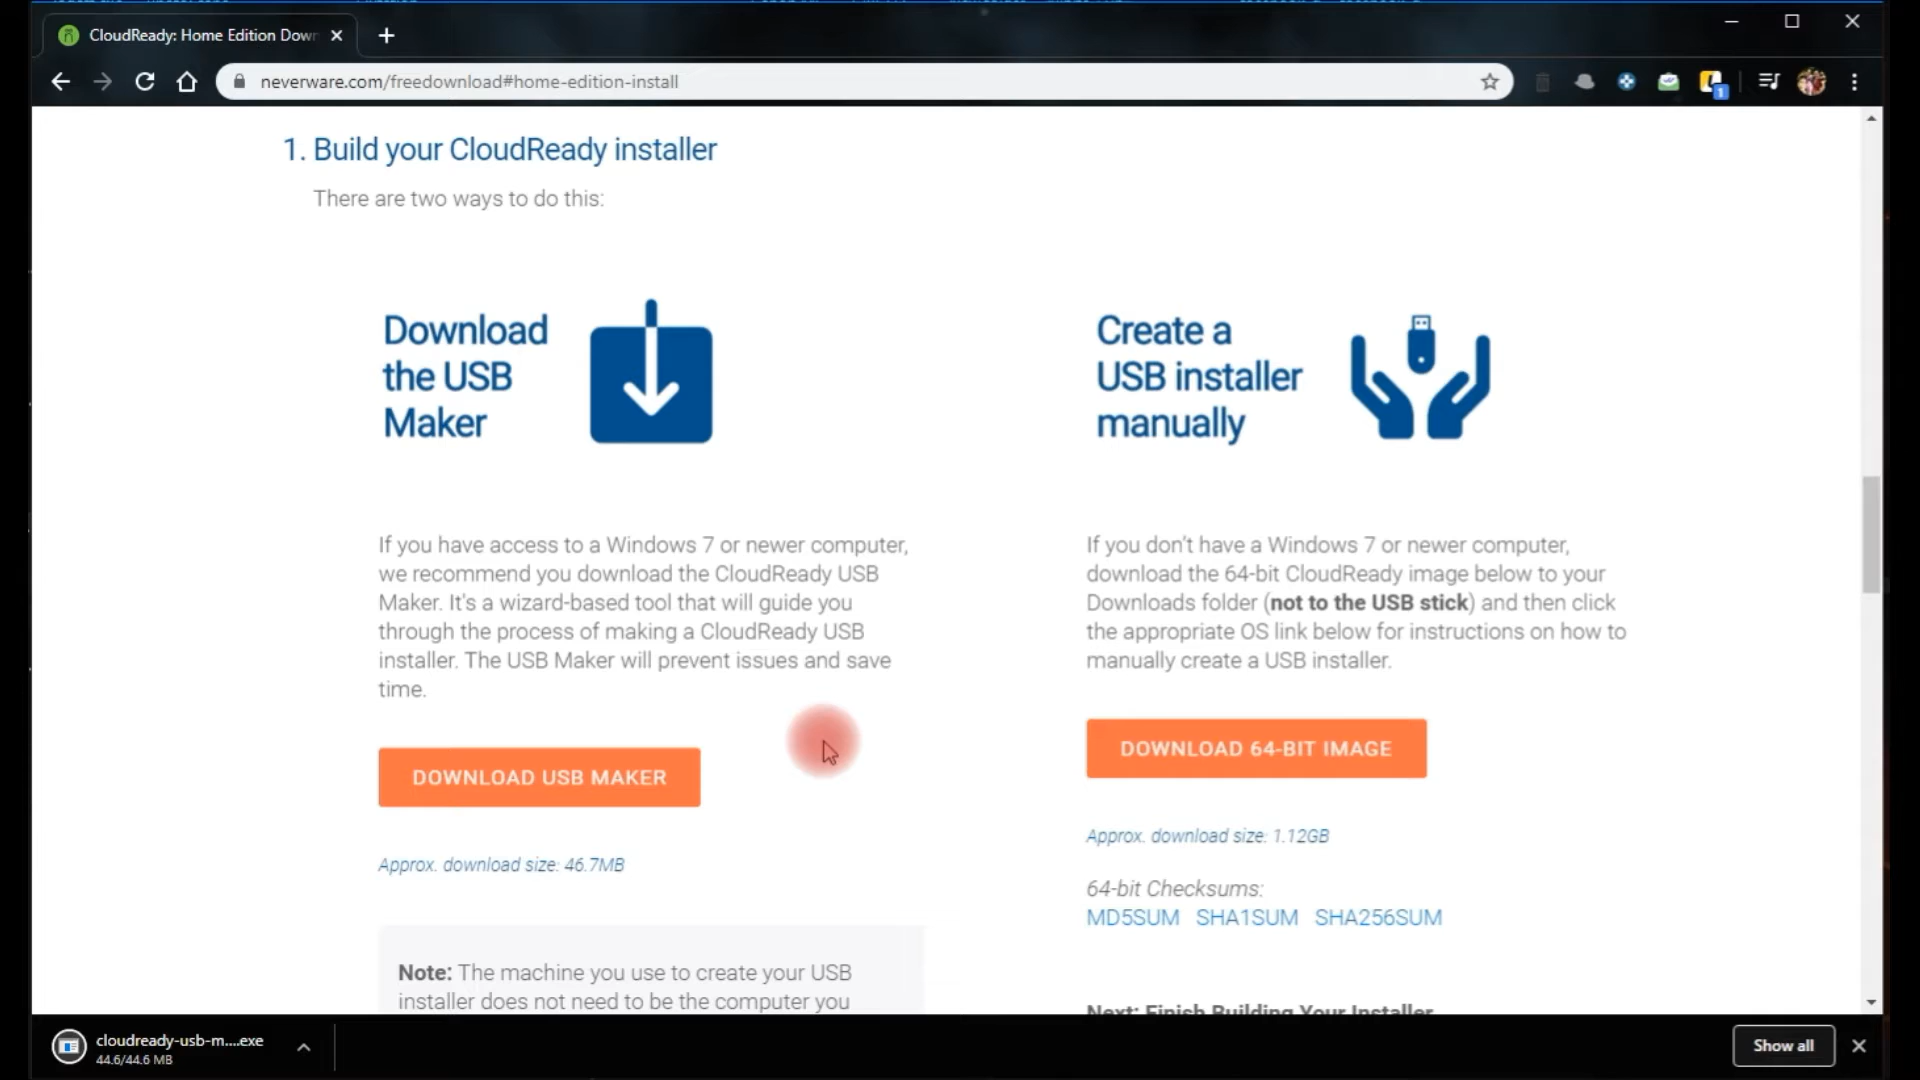 CloudReady: Home Edition Down
neverware.com/freedownload#home-edition-install
1
1. Build your CloudReady installer
There are two ways to do this:
Download
the USB
Maker
If you have access to a Windows 7 or newer computer,
we recommend you download the CloudReady USB
Maker. It's a wizard-based tool that will guide you
through the process of making a CloudReady USB
installer. The USB Maker will prevent issues and save
time.
DOWNLOAD USB MAKER
Approx. download size: 46.7MB
Note: The machine you use to create your USB
installer does not need to be the computer you
Create a
USB installer
manually
If you don't have a Windows 7 or newer computer,
download the 64-bit CloudReady image below to your
Downloads folder (not to the USB stick) and then click
the appropriate OS link below for instructions on how to
manually create a USB installer.
DOWNLOAD 64-BIT IMAGE
Approx. download size: 1.12GB
64-bit Checksums:
MD5SUM SHA1SUM SHA256SUM
Next: Finish Building Your Installer
cloudready-usb-m....exe
44.6/44.6 MB
Show all